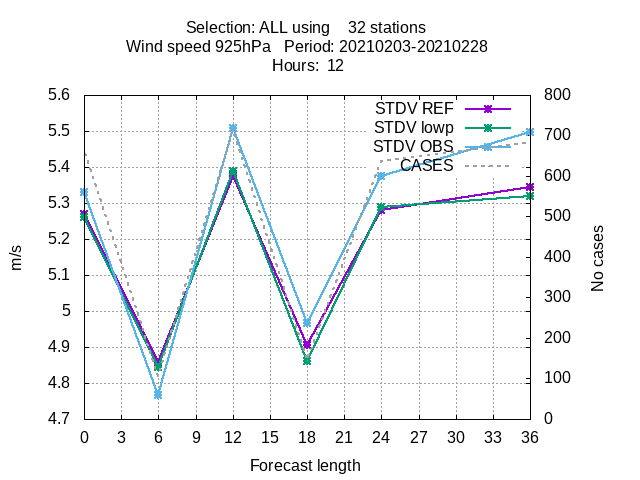 Selection: ALL using    32 stations
Wind speed 925hPa   Period: 20210203-20210228
Hours:  12
5.6
5.5
5.4
5.3
5.2
5.1
5
4.9
4.8
4.7
800
700
600
500
400
300
200
100
0
STDV REF
STDV lowp
STDV OBS
CASES
m/s
No cases
0 3 6 9 12 15 18 21 24 27 30 33 36
Forecast length